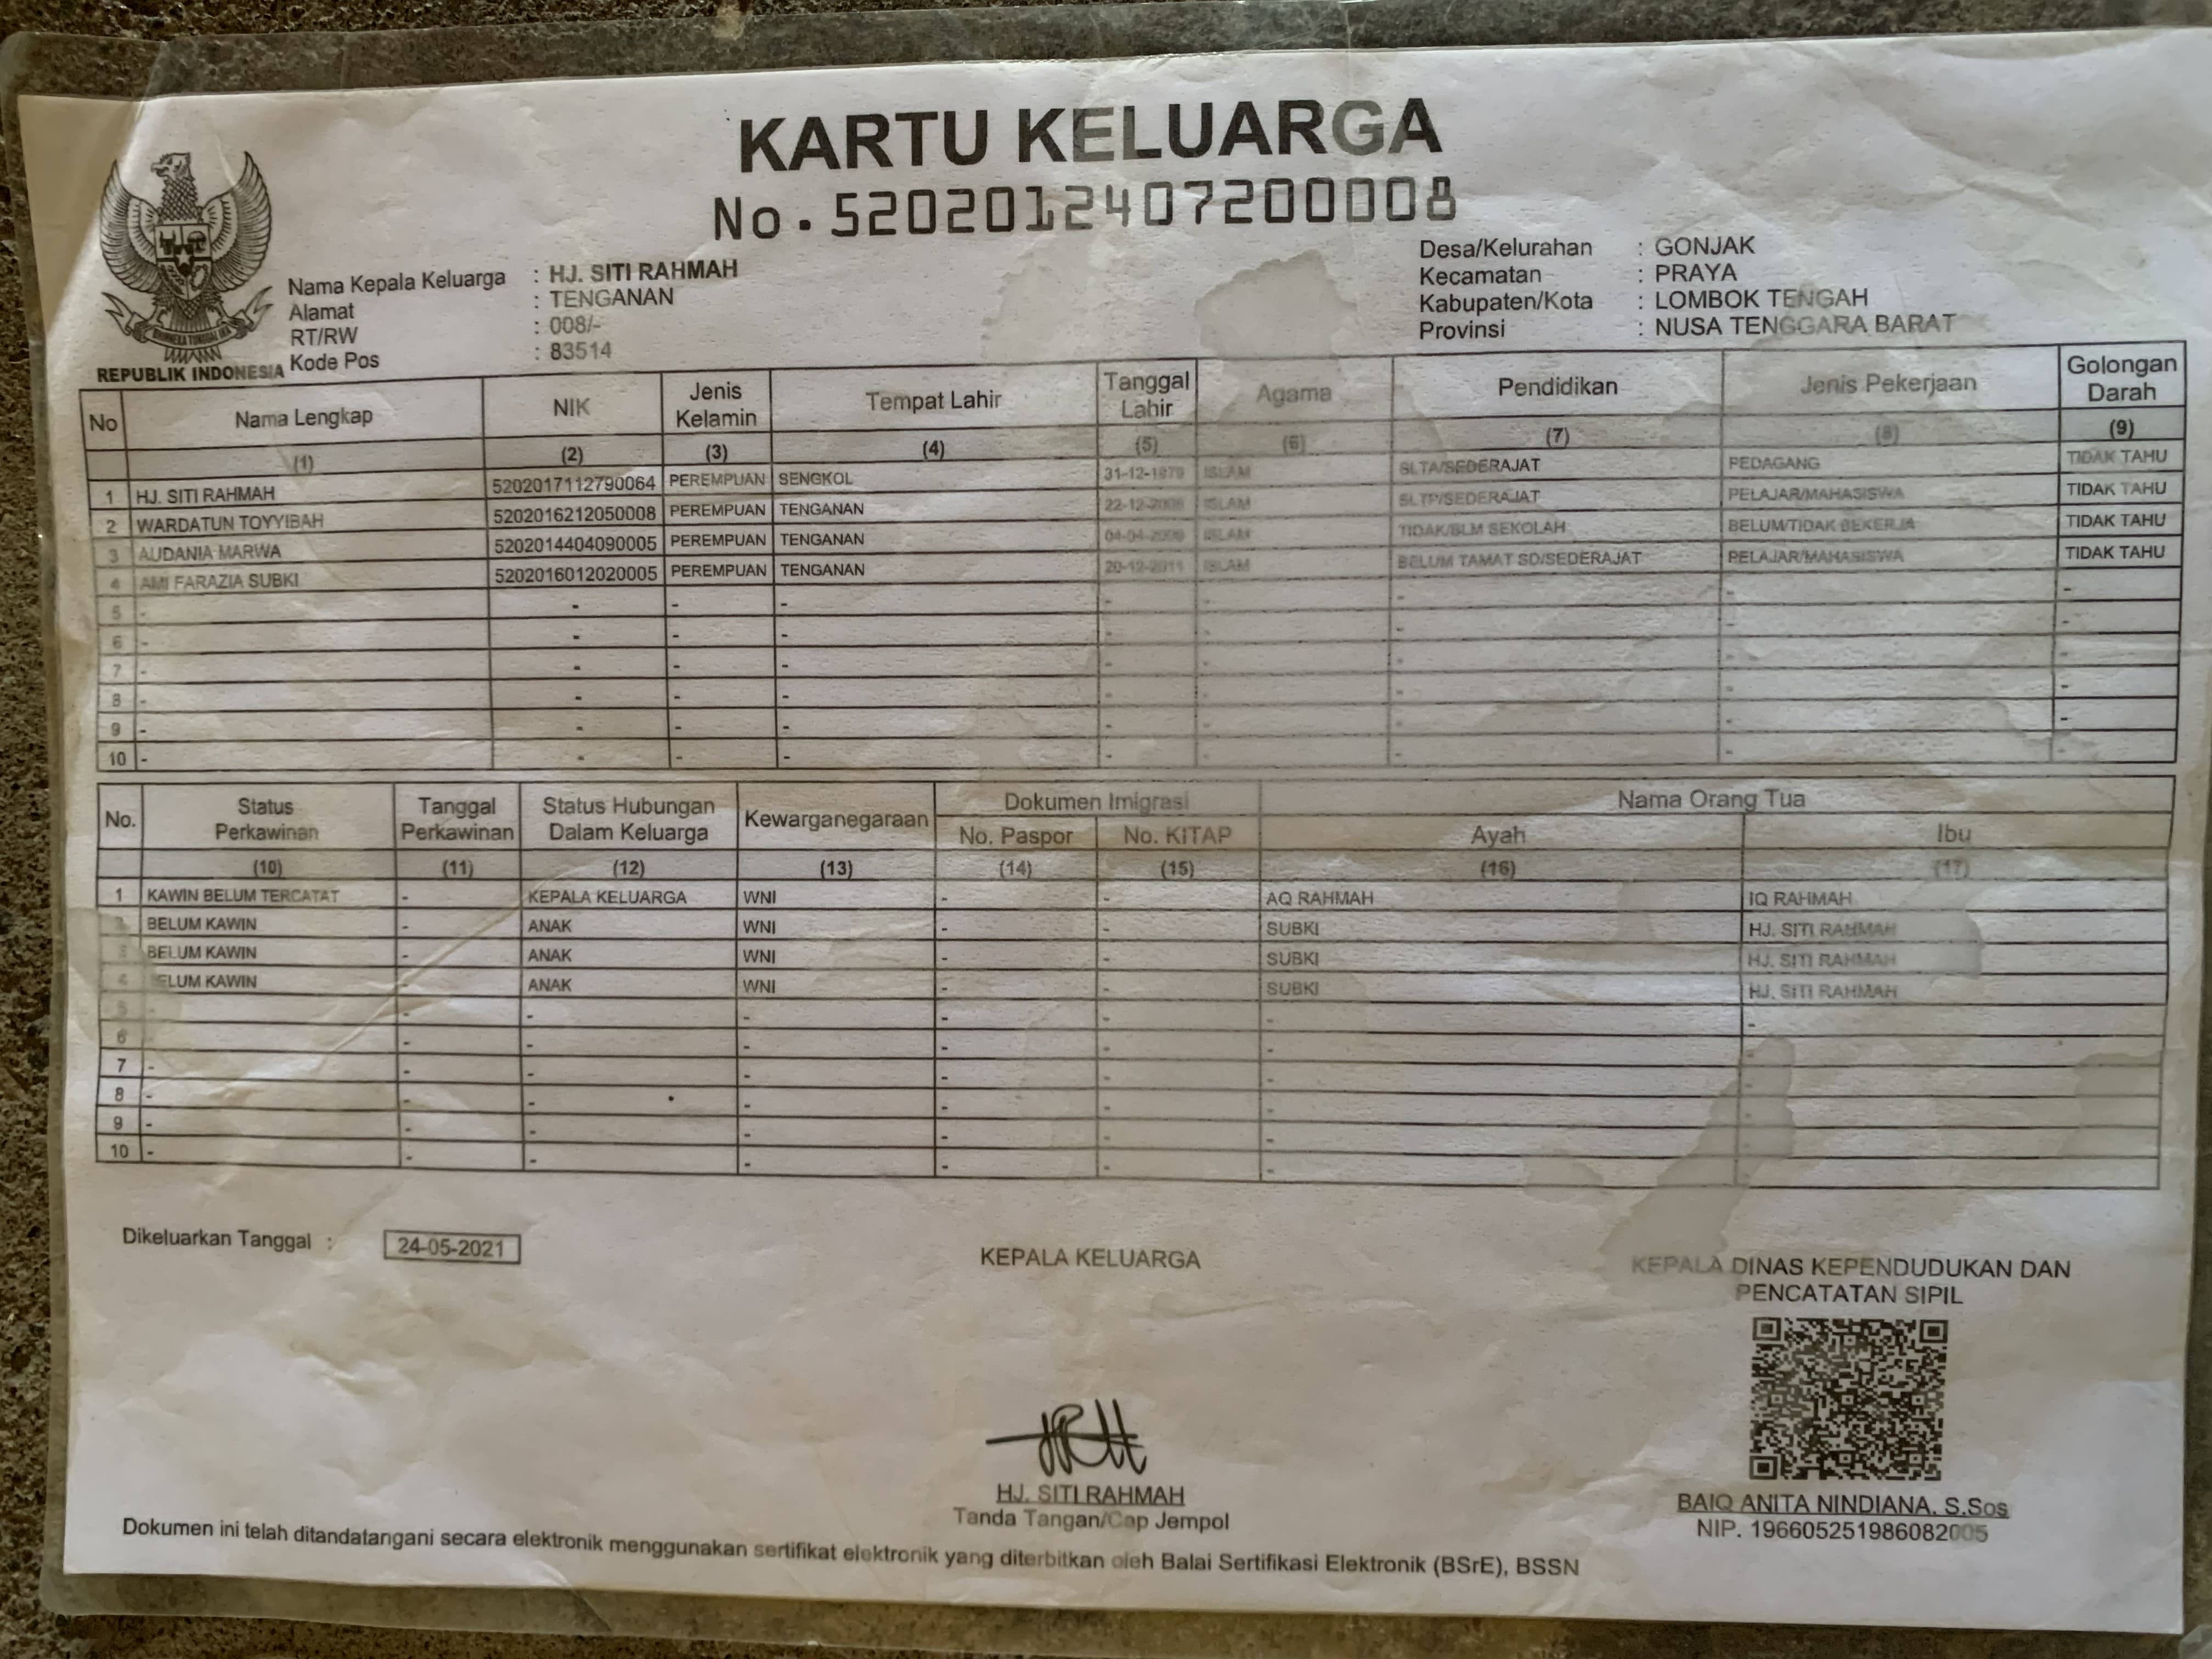 KARTU KELUARGA
No. 5202012407200008
REPUBLIK INDONESIA
Nama Kepala Keluarga : HJ. SITI RAHMAH
Alamat : TENGANAN
RT/RW : 008/-
Kode Pos : 83514
Desa/Kelurahan : GONJAK
Kecamatan : PRAYA
Kabupaten/Kota : LOMBOK TENGAH
Provinsi : NUSA TENGGARA BARAT
No Nama Lengkap NIK Jenis Kelamin Tempat Lahir Tanggal Lahir Agama Pendidikan Jenis Pekerjaan Golongan Darah
(1) (2) (3) (4) (5) (6) (7) (8) (9)
1 HJ. SITI RAHMAH 5202017112790064 PEREMPUAN SENGKOL 31-12-1979 ISLAM SLTA/SEDERAJAT PEDAGANG TIDAK TAHU
2 WARDATUN TOYYIBAH 5202016212050008 PEREMPUAN TENGANAN ISLAM SLTP/SEDERAJAT PELAJAR/MAHASISWA TIDAK TAHU
3 AUDANIA MARWA 5202014404090005 PEREMPUAN TENGANAN 04-04-2009 ISLAM TIDAK/BLM SEKOLAH BELUM/TIDAK BEKERJA TIDAK TAHU
4 AMI FARAZIA SUBKI 5202016012020005 PEREMPUAN TENGANAN 20-12-2011 ISLAM BELUM TAMAT SD/SEDERAJAT PELAJAR/MAHASISWA TIDAK TAHU
5 - - - - - - - - -
6 - - - - - - - - -
7 - - - - - - - - -
8 - - - - - - - - -
9 - - - - - - - - -
10 - - - - - - - - -
No. Status Perkawinan Tanggal Perkawinan Status Hubungan Dalam Keluarga Kewarganegaraan Dokumen Imigrasi Nama Orang Tua
No. Paspor No. KITAP Ayah Ibu
(10) (11) (12) (13) (14) (15) (16) (17)
1 KAWIN BELUM TERCATAT - KEPALA KELUARGA WNI - - AQ RAHMAH IQ RAHMAH
2 BELUM KAWIN - ANAK WNI - - SUBKI HJ. SITI RAHMAH
3 BELUM KAWIN - ANAK WNI - - SUBKI HJ. SITI RAHMAH
4 BELUM KAWIN - ANAK WNI - - SUBKI HJ. SITI RAHMAH
5 - - - - - - - -
6 - - - - - - - -
7 - - - - - - - -
8 - - - - - - - -
9 - - - - - - - -
10 - - - - - - - -
Dikeluarkan Tanggal : 24-05-2021
KEPALA KELUARGA
HJ. SITI RAHMAH
Tanda Tangan/Cap Jempol
KEPALA DINAS KEPENDUDUKAN DAN
PENCATATAN SIPIL
BAIQ ANITA NINDIANA, S.Sos
NIP. 196605251986082005
Dokumen ini telah ditandatangani secara elektronik menggunakan sertifikat elektronik yang diterbitkan oleh Balai Sertifikasi Elektronik (BSrE), BSSN